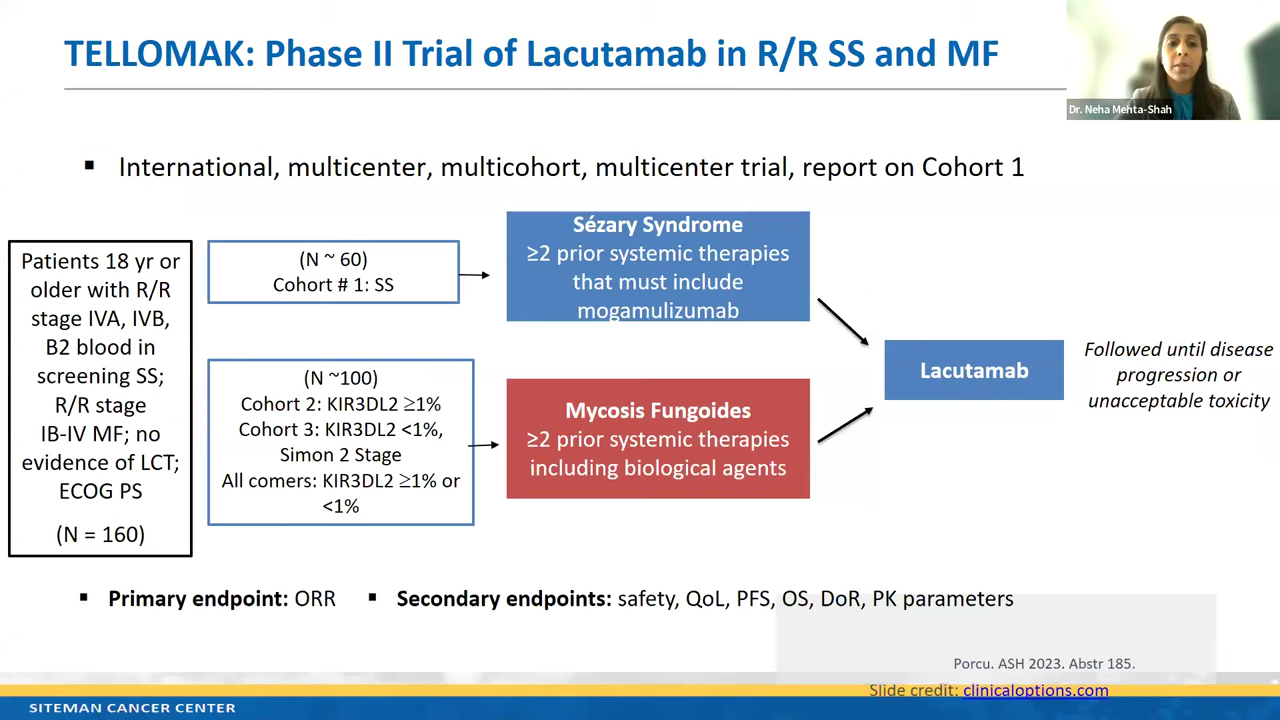 TELLOMAK: Phase II Trial of Lacutamab in R/R SS and MF
Dr. Neha Mehta-Shah
▪ International, multicenter, multicohort, multicenter trial, report on Cohort 1
Patients 18 yr or
older with R/R
stage IVA, IVB,
B2 blood in
screening SS;
R/R stage
IB-IV MF; no
evidence of LCT;
ECOG PS
(N = 160)
(N ~ 60)
Cohort # 1: SS
Sézary Syndrome
≥2 prior systemic therapies
that must include
mogamulizumab
(N ~100)
Cohort 2: KIR3DL2 ≥1%
Cohort 3: KIR3DL2 <1%,
Simon 2 Stage
All comers: KIR3DL2 ≥1% or
<1%
Mycosis Fungoides
≥2 prior systemic therapies
including biological agents
Lacutamab
Followed until disease
progression or
unacceptable toxicity
▪ Primary endpoint: ORR
▪ Secondary endpoints: safety, QoL, PFS, OS, DoR, PK parameters
Porcu. ASH 2023. Abstr 185.
Slide credit: clinicaloptions.com
SITEMAN CANCER CENTER